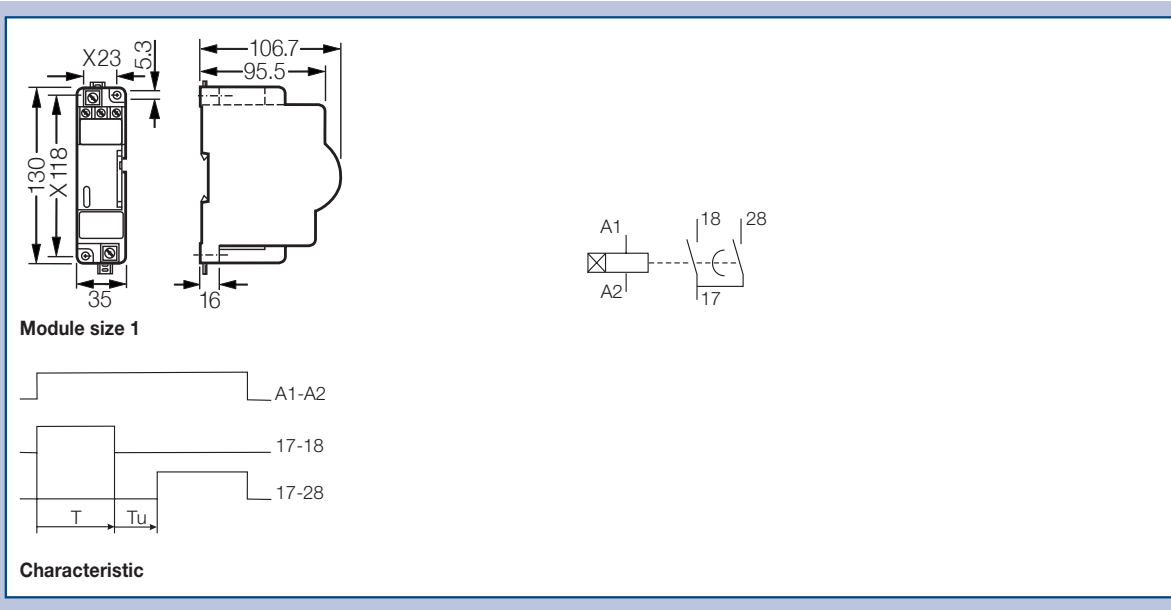 X23
5.3
106.7
95.5
130
X118
35
16
Module size 1
A1
A2
18
28
17
A1-A2
17-18
17-28
T
Tu
Characteristic